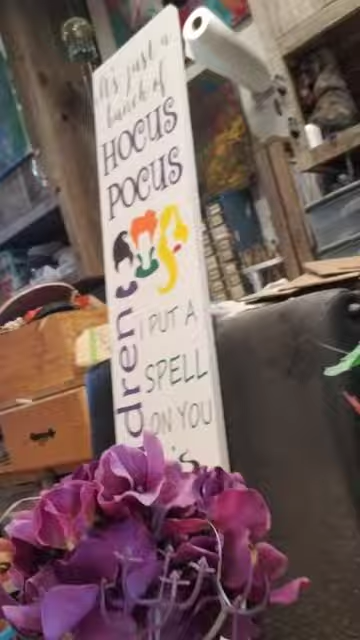 It's just a
bunch of
HOCUS
POCUS
I PUT A
SPELL
ON YOU
dren